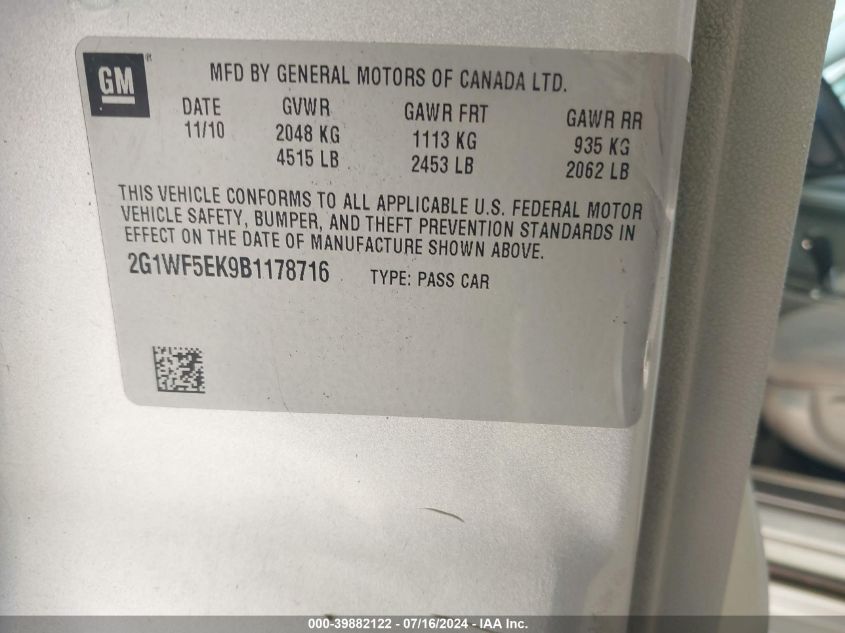 GM
MFD BY GENERAL MOTORS OF CANADA LTD.
DATE GVWR GAWR FRT GAWR RR
11/10 2048 KG 1113 KG 935 KG
4515 LB 2453 LB 2062 LB
THIS VEHICLE CONFORMS TO ALL APPLICABLE U.S. FEDERAL MOTOR
VEHICLE SAFETY, BUMPER, AND THEFT PREVENTION STANDARDS IN
EFFECT ON THE DATE OF MANUFACTURE SHOWN ABOVE.
2G1WF5EK9B1178716 TYPE: PASS CAR
000-39882122 - 07/16/2024 - IAA Inc.